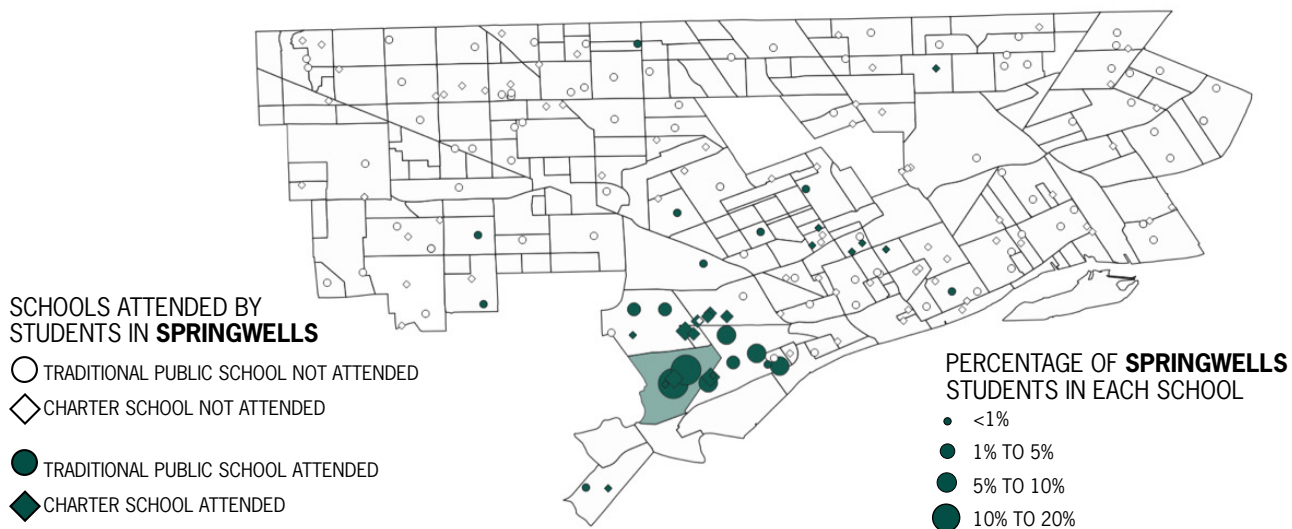 SCHOOLS ATTENDED BY
STUDENTS IN SPRINGWELLS
TRADITIONAL PUBLIC SCHOOL NOT ATTENDED
CHARTER SCHOOL NOT ATTENDED
TRADITIONAL PUBLIC SCHOOL ATTENDED
CHARTER SCHOOL ATTENDED
PERCENTAGE OF SPRINGWELLS
STUDENTS IN EACH SCHOOL
<1%
1% TO 5%
5% TO 10%
10% TO 20%